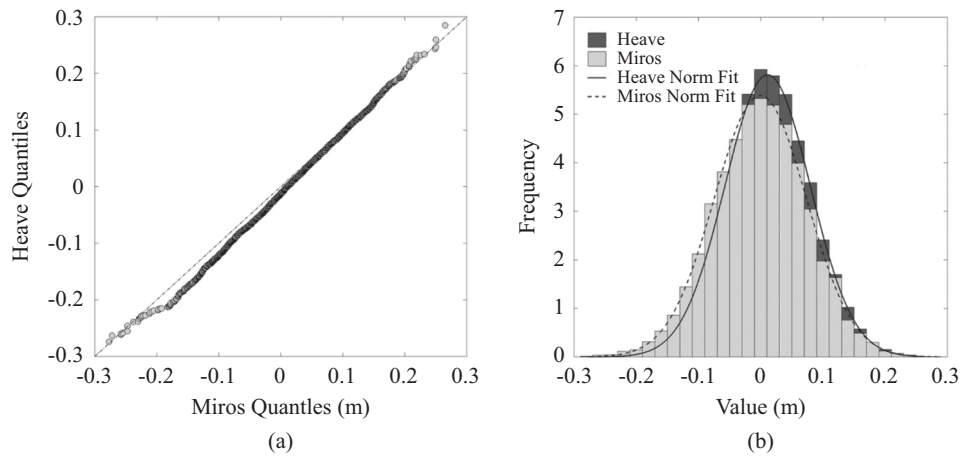 0.3
0.2
0.1
0
-0.1
-0.2
-0.3
Heave Quantiles
-0.3 -0.2 -0.1 0 0.1 0.2 0.3
Miros Quantles (m)
(a)
7
6
5
4
3
2
1
0
Frequency
Heave
Miros
Heave Norm Fit
Miros Norm Fit
-0.3 -0.2 -0.1 0 0.1 0.2 0.3
Value (m)
(b)